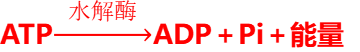 水解酶
ATP ⟶ ADP + Pi + 能量